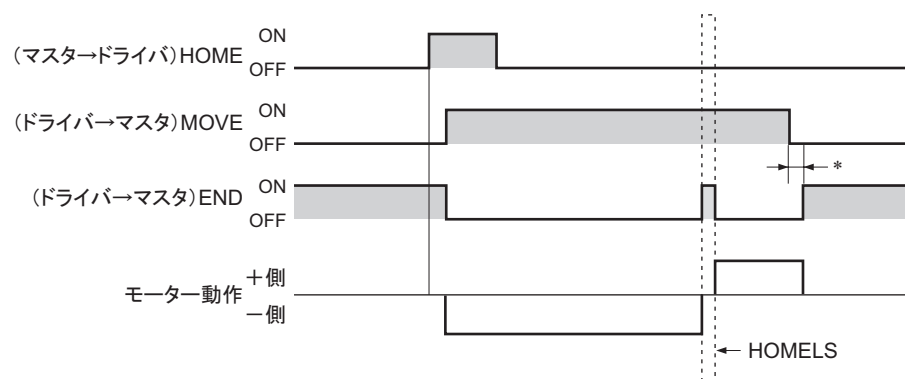 ON
(マスタ→ドライバ)HOME
OFF
ON
(ドライバ→マスタ)MOVE
OFF
*
ON
(ドライバ→マスタ)END
OFF
+側
モーター動作
－側
HOMELS